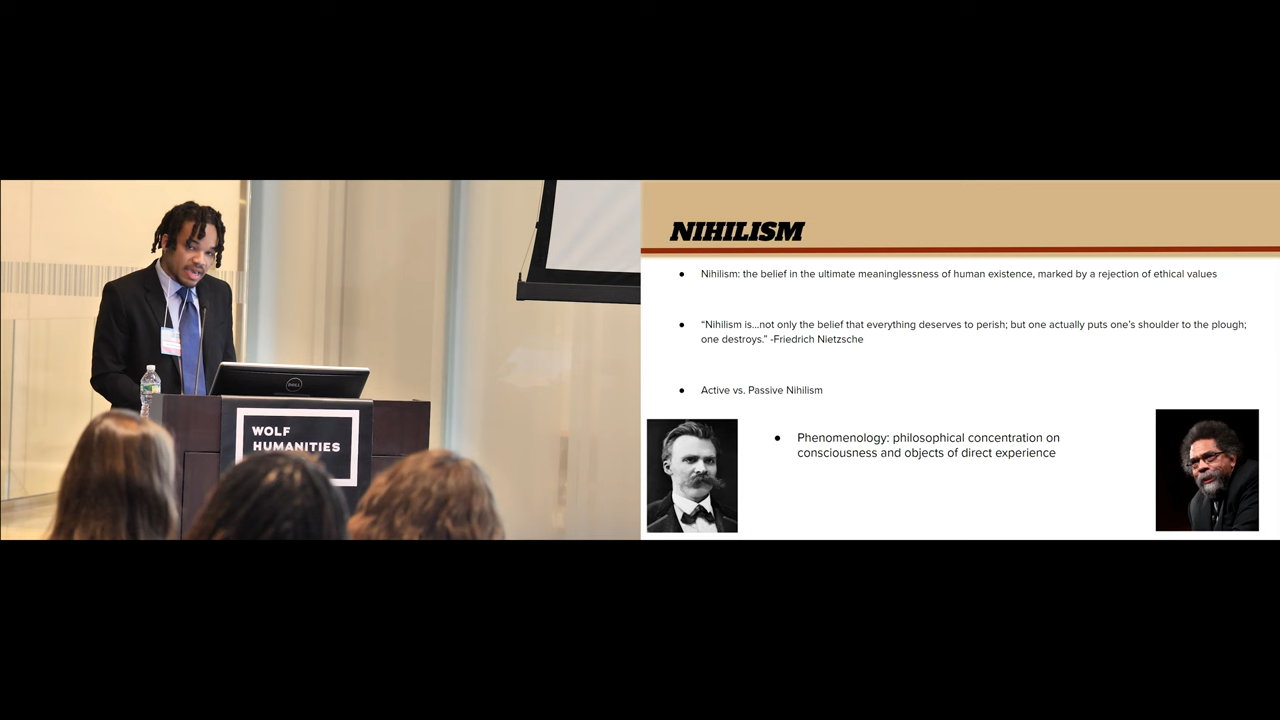 DELL
WOLF
HUMANITIES
NIHILISM
● Nihilism: the belief in the ultimate meaninglessness of human existence, marked by a rejection of ethical values
● “Nihilism is...not only the belief that everything deserves to perish; but one actually puts one’s shoulder to the plough;
one destroys.” -Friedrich Nietzsche
● Active vs. Passive Nihilism
● Phenomenology: philosophical concentration on
consciousness and objects of direct experience